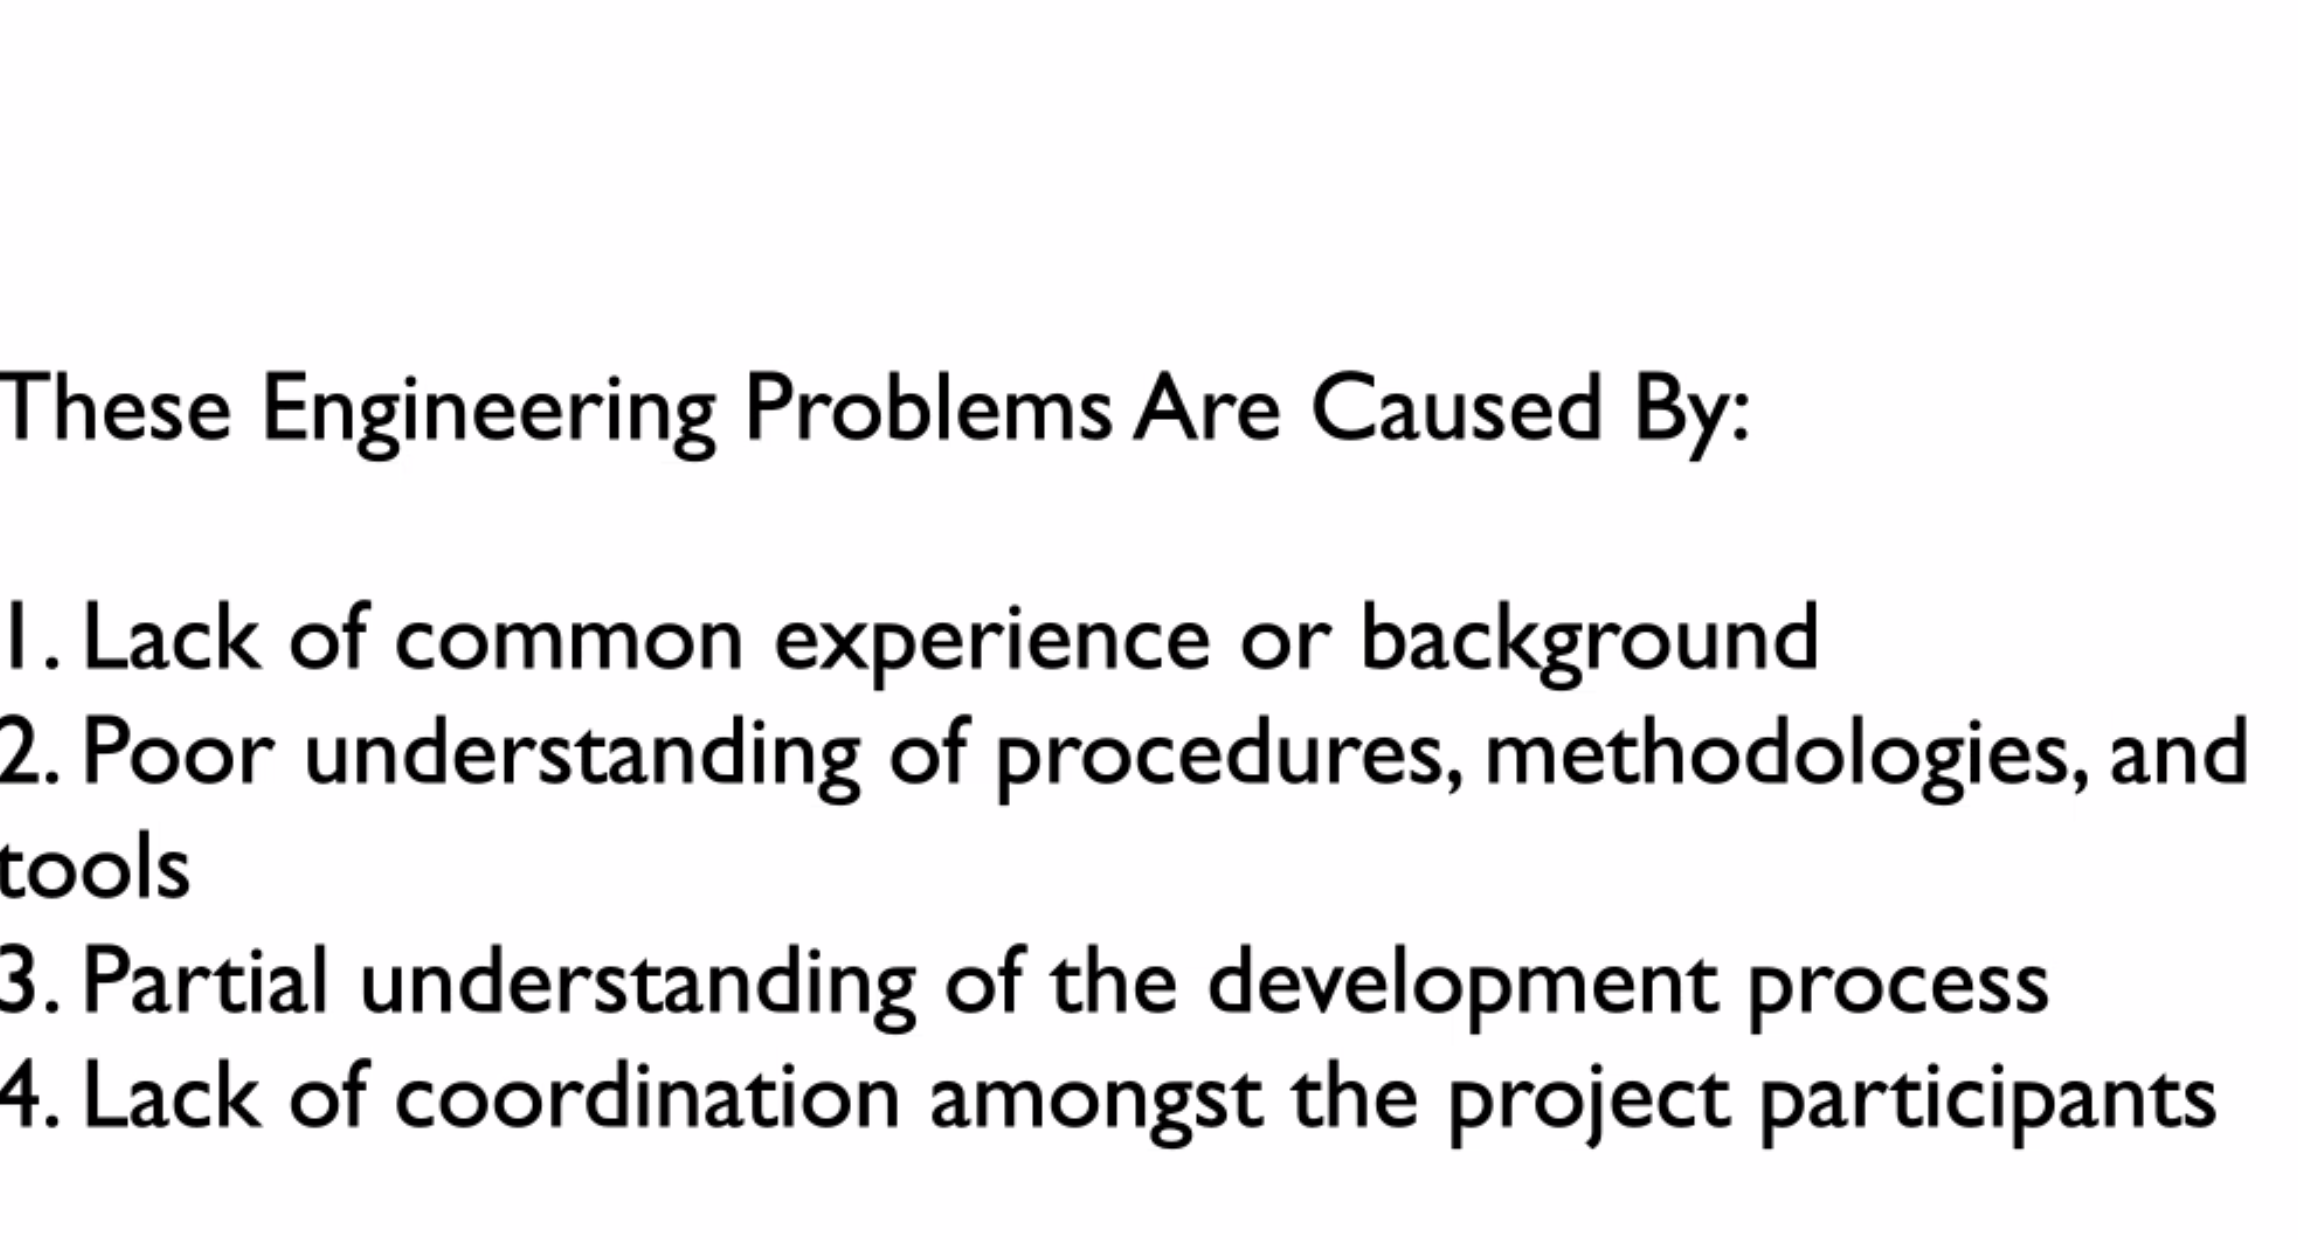 These Engineering Problems Are Caused By:
1. Lack of common experience or background
2. Poor understanding of procedures, methodologies, and
tools
3. Partial understanding of the development process
4. Lack of coordination amongst the project participants